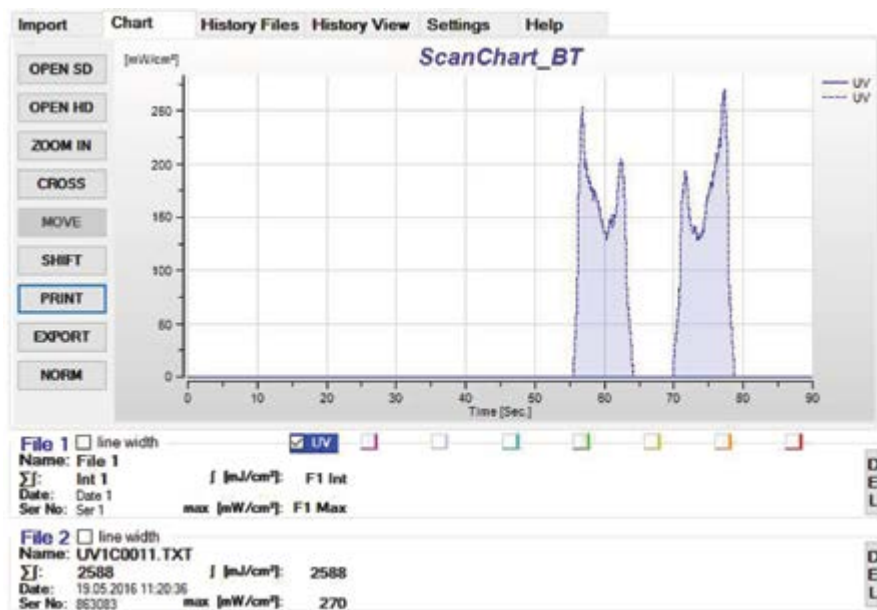 Import Chart History Files History View Settings Help
OPEN SD
OPEN HD
ZOOM IN
CROSS
MOVE
SHIFT
PRINT
EXPORT
NORM
ScanChart_BT
[mW/cm²]
UV
UV
250
200
150
100
50
0
0 10 20 30 40 50 60 70 80 90
Time [Sec.]
File 1 line width UV
Name: File 1
∑∫: Int 1 ∫ [mJ/cm²]: F1 Int
Date: Date 1
Ser No: Ser 1 max [mW/cm²]: F1 Max
D
E
L
File 2 line width
Name: UV1C0011.TXT
∑∫: 2588 ∫ [mJ/cm²]: 2588
Date: 19.05.2016 11:20:36
Ser No: 863083 max [mW/cm²]: 270
D
E
L